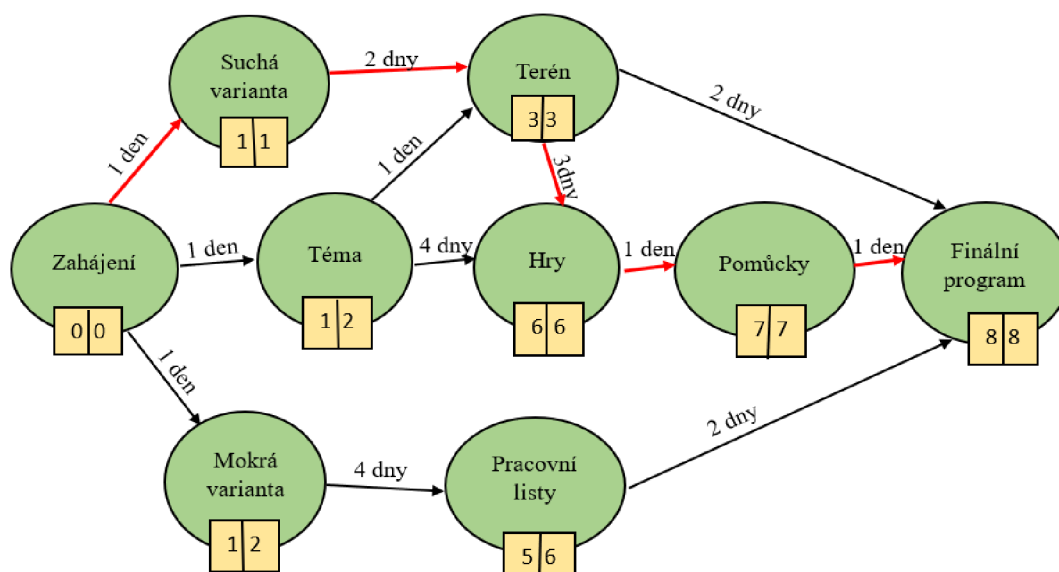 Suchá
varianta
1 1
2 dny
Terén
3 3
2 dny
1 den
1 den
3dny
Zahájení
0 0
1 den
Téma
1 2
4 dny
Hry
6 6
1 den
Pomůcky
7 7
1 den
Finální
program
8 8
1 den
Mokrá
varianta
1 2
4 dny
Pracovní
listy
5 6
2 dny